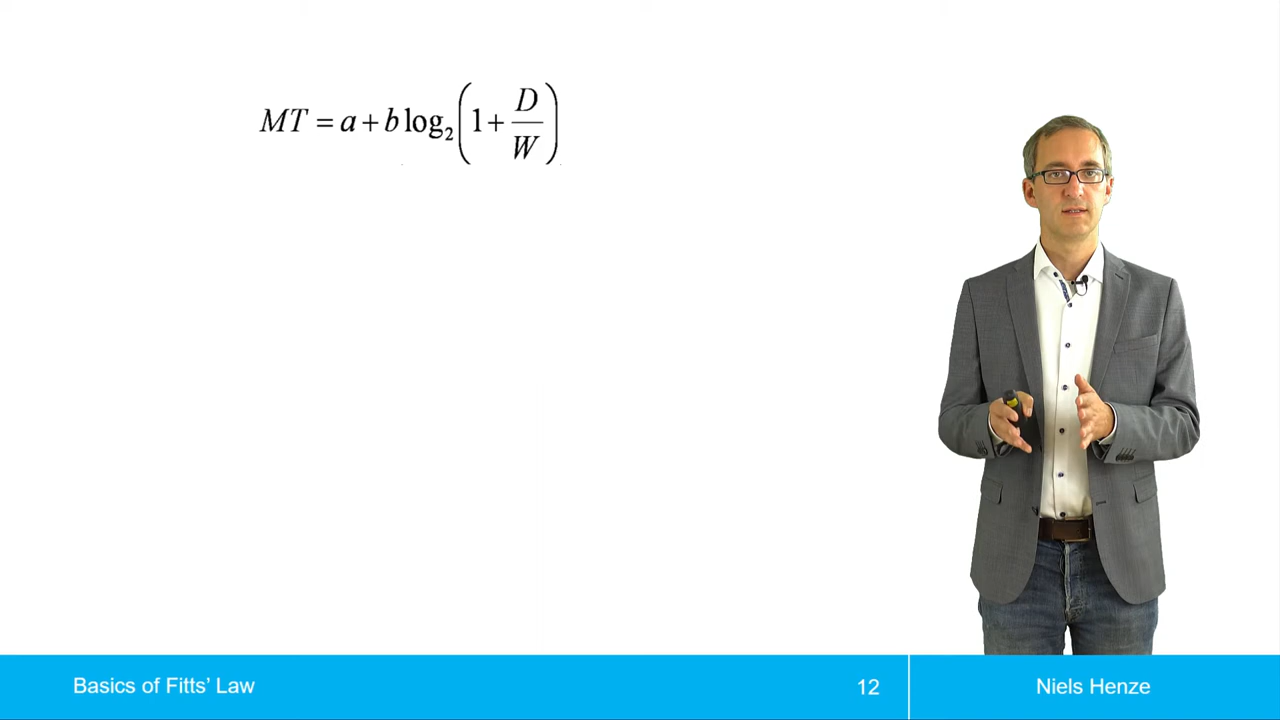 MT = a + b log₂(1 + D/W)
Basics of Fitts’ Law
12
Niels Henze